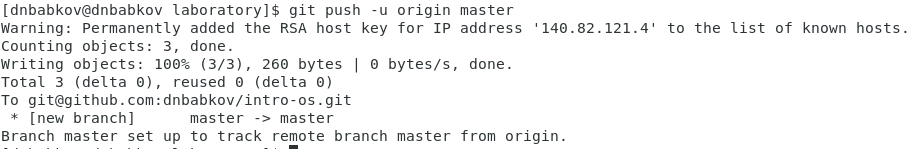 [dnbabkov@dnbabkov laboratory]$ git push -u origin master
Warning: Permanently added the RSA host key for IP address '140.82.121.4' to the list of known hosts.
Counting objects: 3, done.
Writing objects: 100% (3/3), 260 bytes | 0 bytes/s, done.
Total 3 (delta 0), reused 0 (delta 0)
To git@github.com:dnbabkov/intro-os.git
 * [new branch]      master -> master
Branch master set up to track remote branch master from origin.